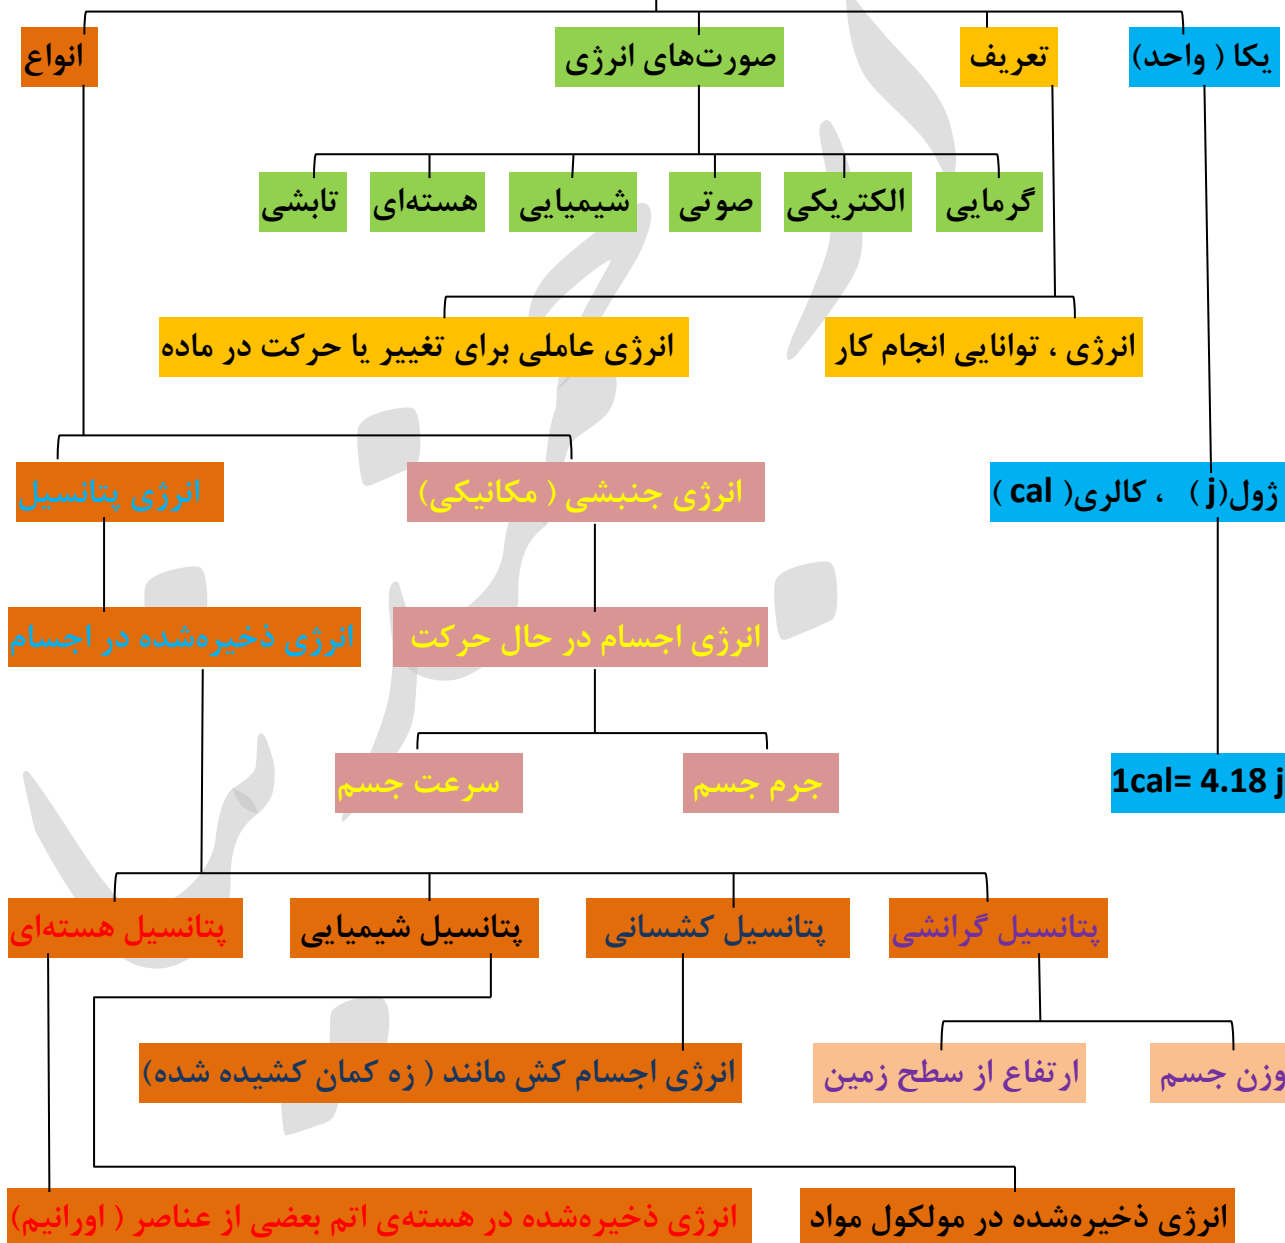 یکا ( واحد)
تعریف
صورت‌های انرژی
انواع
گرمایی
الکتریکی
صوتی
شیمیایی
هسته‌ای
تابشی
انرژی ، توانایی انجام کار
انرژی عاملی برای تغییر یا حرکت در ماده
ژول(j ) ، کالری( cal )
انرژی جنبشی ( مکانیکی)
انرژی پتانسیل
انرژی اجسام در حال حرکت
انرژی ذخیره‌شده در اجسام
1cal= 4.18 j
جرم جسم
سرعت جسم
پتانسیل گرانشی
پتانسیل کشسانی
پتانسیل شیمیایی
پتانسیل هسته‌ای
وزن جسم
ارتفاع از سطح زمین
انرژی اجسام کش مانند ( زه کمان کشیده شده)
انرژی ذخیره‌شده در مولکول مواد
انرژی ذخیره‌شده در هسته‌ی اتم بعضی از عناصر ( اورانیم)